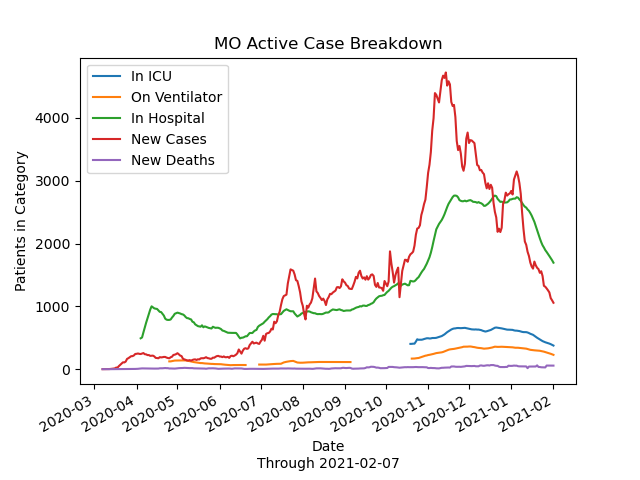 MO Active Case Breakdown
In ICU
On Ventilator
In Hospital
New Cases
New Deaths
Patients in Category
4000
3000
2000
1000
0
2020-03
2020-04
2020-05
2020-06
2020-07
2020-08
2020-09
2020-10
2020-11
2020-12
2021-01
2021-02
Date
Through 2021-02-07